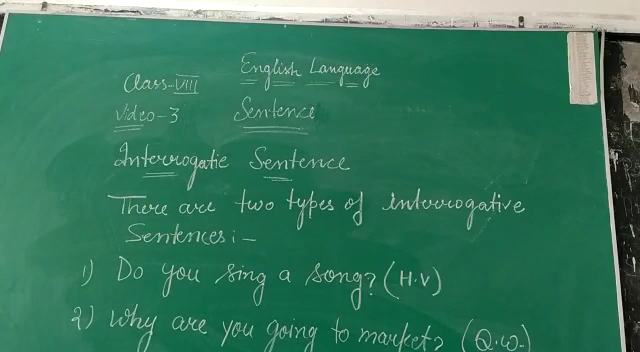 English Language
Class-VIII
Video-3 Sentence
Interrogatie Sentence
There are two types of interrogative
Sentences:-
1) Do you sing a song? (H.V)
2) Why are you going to market? (Q.W.)